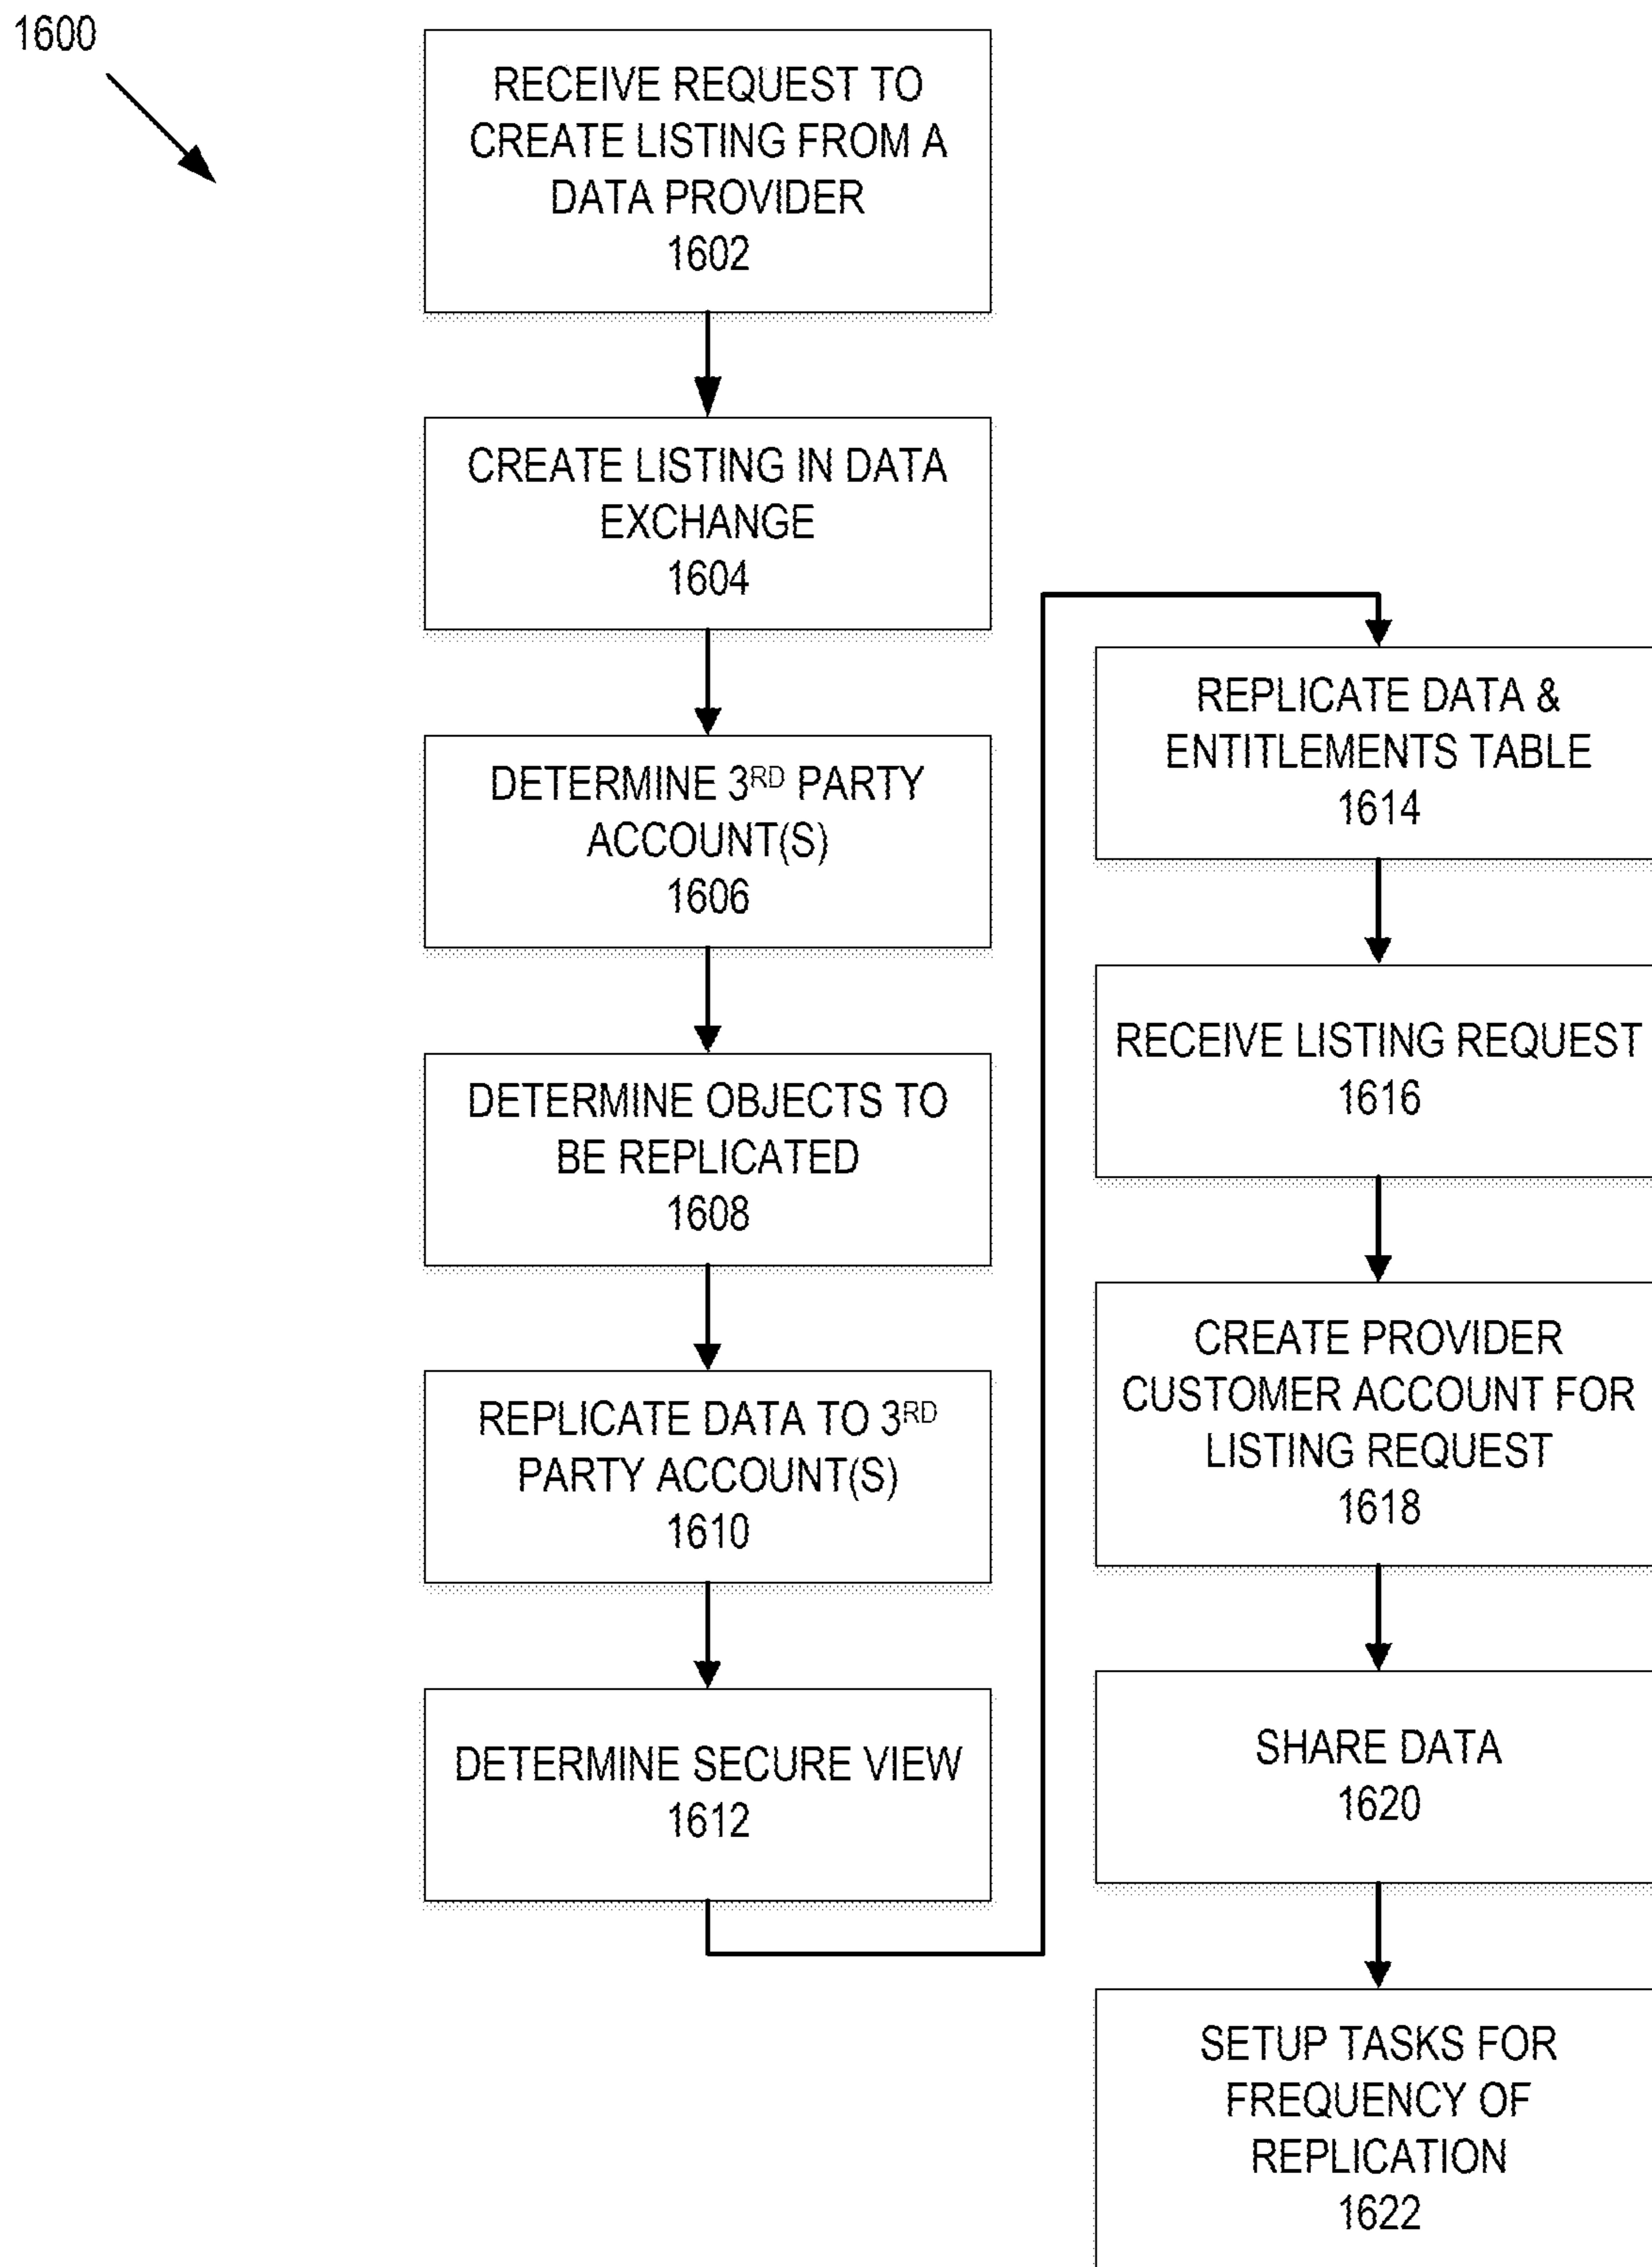 1600
RECEIVE REQUEST TO
CREATE LISTING FROM A
DATA PROVIDER
1602
CREATE LISTING IN DATA
EXCHANGE
1604
DETERMINE 3RD PARTY
ACCOUNT(S)
1606
DETERMINE OBJECTS TO
BE REPLICATED
1608
REPLICATE DATA TO 3RD
PARTY ACCOUNT(S)
1610
DETERMINE SECURE VIEW
1612
REPLICATE DATA &
ENTITLEMENTS TABLE
1614
RECEIVE LISTING REQUEST
1616
CREATE PROVIDER
CUSTOMER ACCOUNT FOR
LISTING REQUEST
1618
SHARE DATA
1620
SETUP TASKS FOR
FREQUENCY OF
REPLICATION
1622